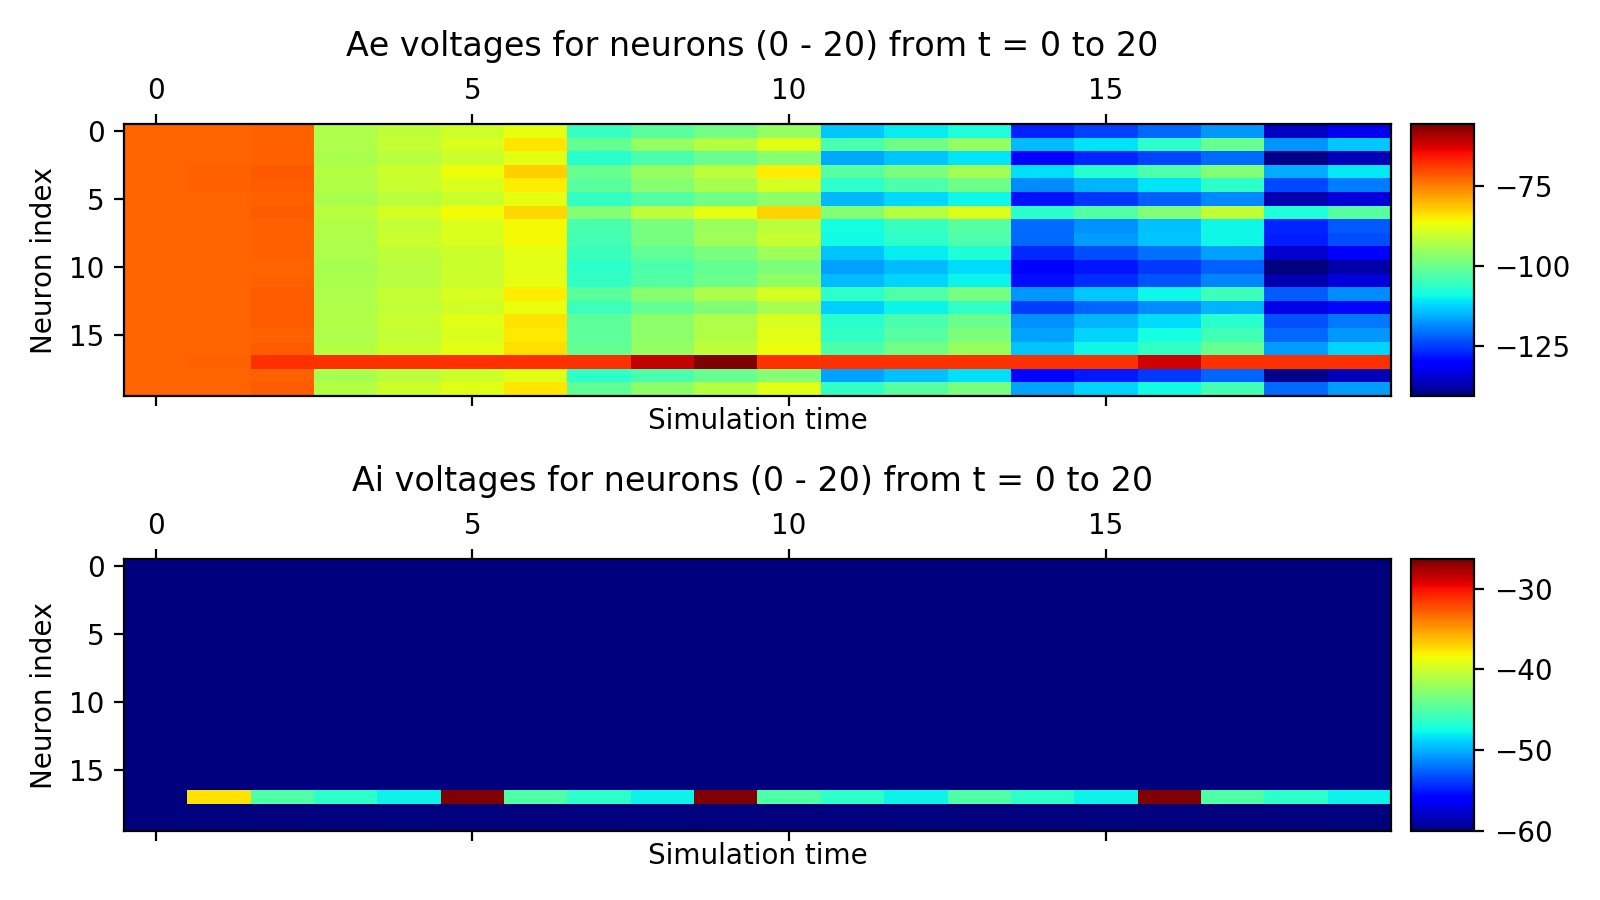 Ae voltages for neurons (0 - 20) from t = 0 to 20
0 5 10 15
Neuron index
0
5
10
15
−75
−100
−125
Simulation time
Ai voltages for neurons (0 - 20) from t = 0 to 20
0 5 10 15
Neuron index
0
5
10
15
−30
−40
−50
−60
Simulation time